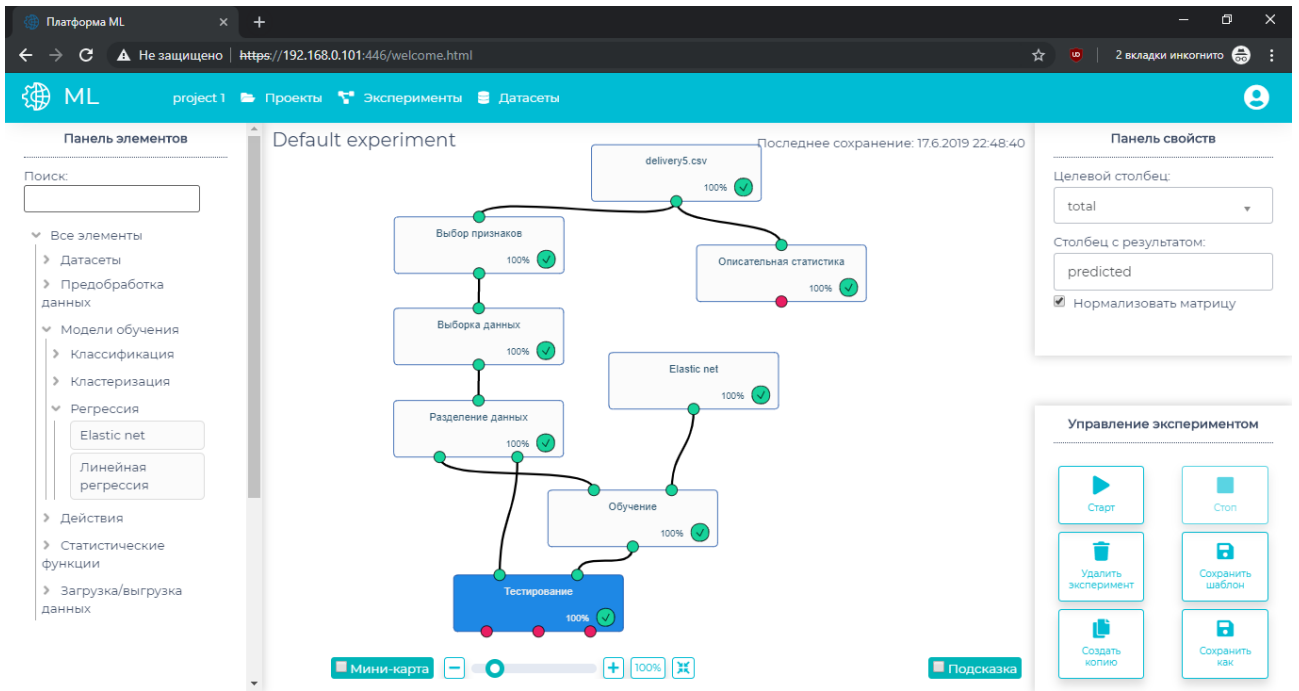 Платформа ML
Не защищено
https://192.168.0.101:446/welcome.html
2 вкладки инкогнито
ML
project 1
Проекты
Эксперименты
Датасеты
Панель элементов
Поиск:
Все элементы
Датасеты
Предобработка
данных
Модели обучения
Классификация
Кластеризация
Регрессия
Elastic net
Линейная
регрессия
Действия
Статистические
функции
Загрузка/выгрузка
данных
Default experiment
Последнее сохранение: 17.6.2019 22:48:40
delivery5.csv
100%
Выбор признаков
100%
Описательная статистика
100%
Выборка данных
100%
Elastic net
100%
Разделение данных
100%
Обучение
100%
Тестирование
100%
Мини-карта
100%
Подсказка
Панель свойств
Целевой столбец:
total
Столбец с результатом:
predicted
Нормализовать матрицу
Управление экспериментом
Старт
Стоп
Удалить
эксперимент
Сохранить
шаблон
Создать
копию
Сохранить
как